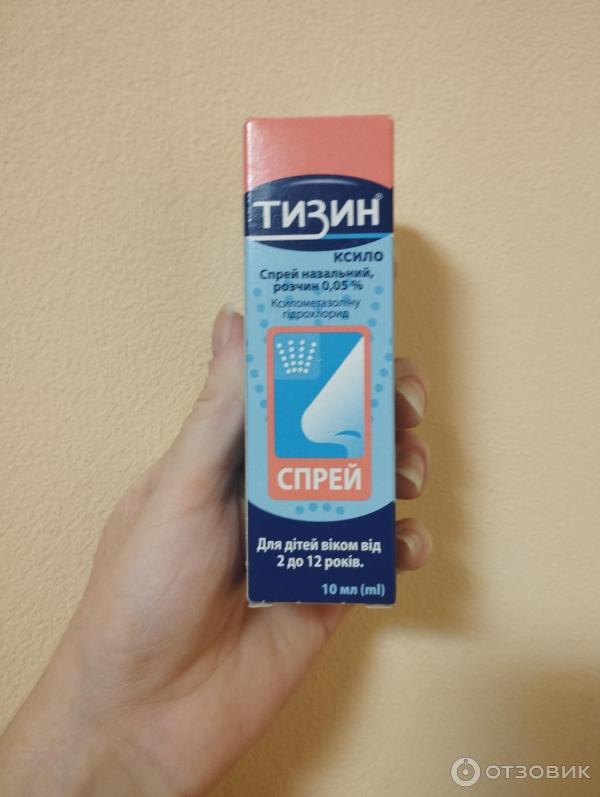 ТИЗИН®
ксило
Спрей назальний,
розчин 0,05 %
Ксилометазоліну
гідрохлорид
СПРЕЙ
Для дітей віком від
2 до 12 років.
10 мл (ml)
ОТЗОВИК